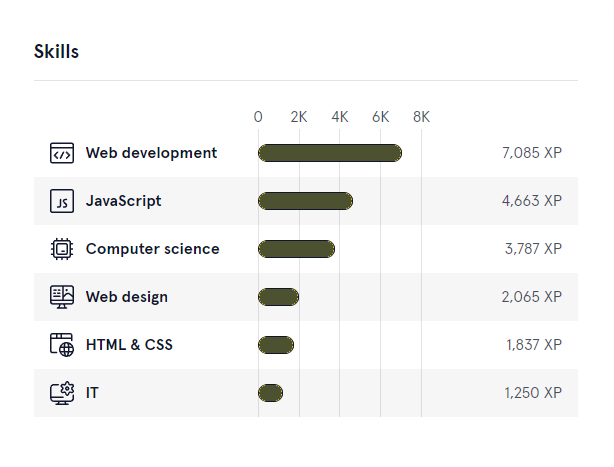 Skills
0 2K 4K 6K 8K
Web development 7,085 XP
JS JavaScript 4,663 XP
Computer science 3,787 XP
Web design 2,065 XP
HTML & CSS 1,837 XP
IT 1,250 XP